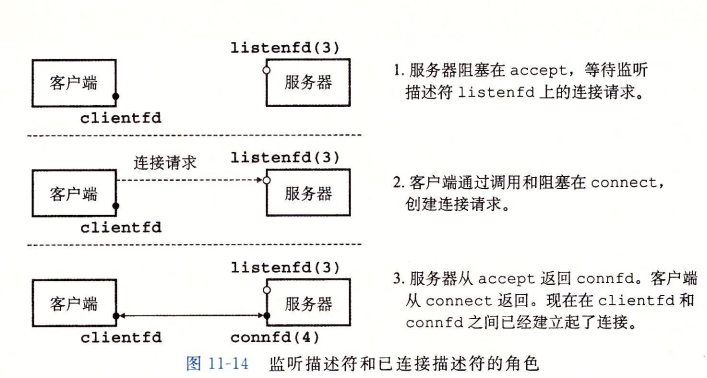 listenfd(3)
客户端
服务器
clientfd
1. 服务器阻塞在 accept，等待监听
描述符 listenfd 上的连接请求。
连接请求
listenfd(3)
客户端
服务器
clientfd
2. 客户端通过调用和阻塞在 connect，
创建连接请求。
listenfd(3)
客户端
服务器
clientfd
connfd(4)
3. 服务器从 accept 返回 connfd。客户端
从 connect 返回。现在在 clientfd 和
connfd 之间已经建立起了连接。
图 11-14 监听描述符和已连接描述符的角色